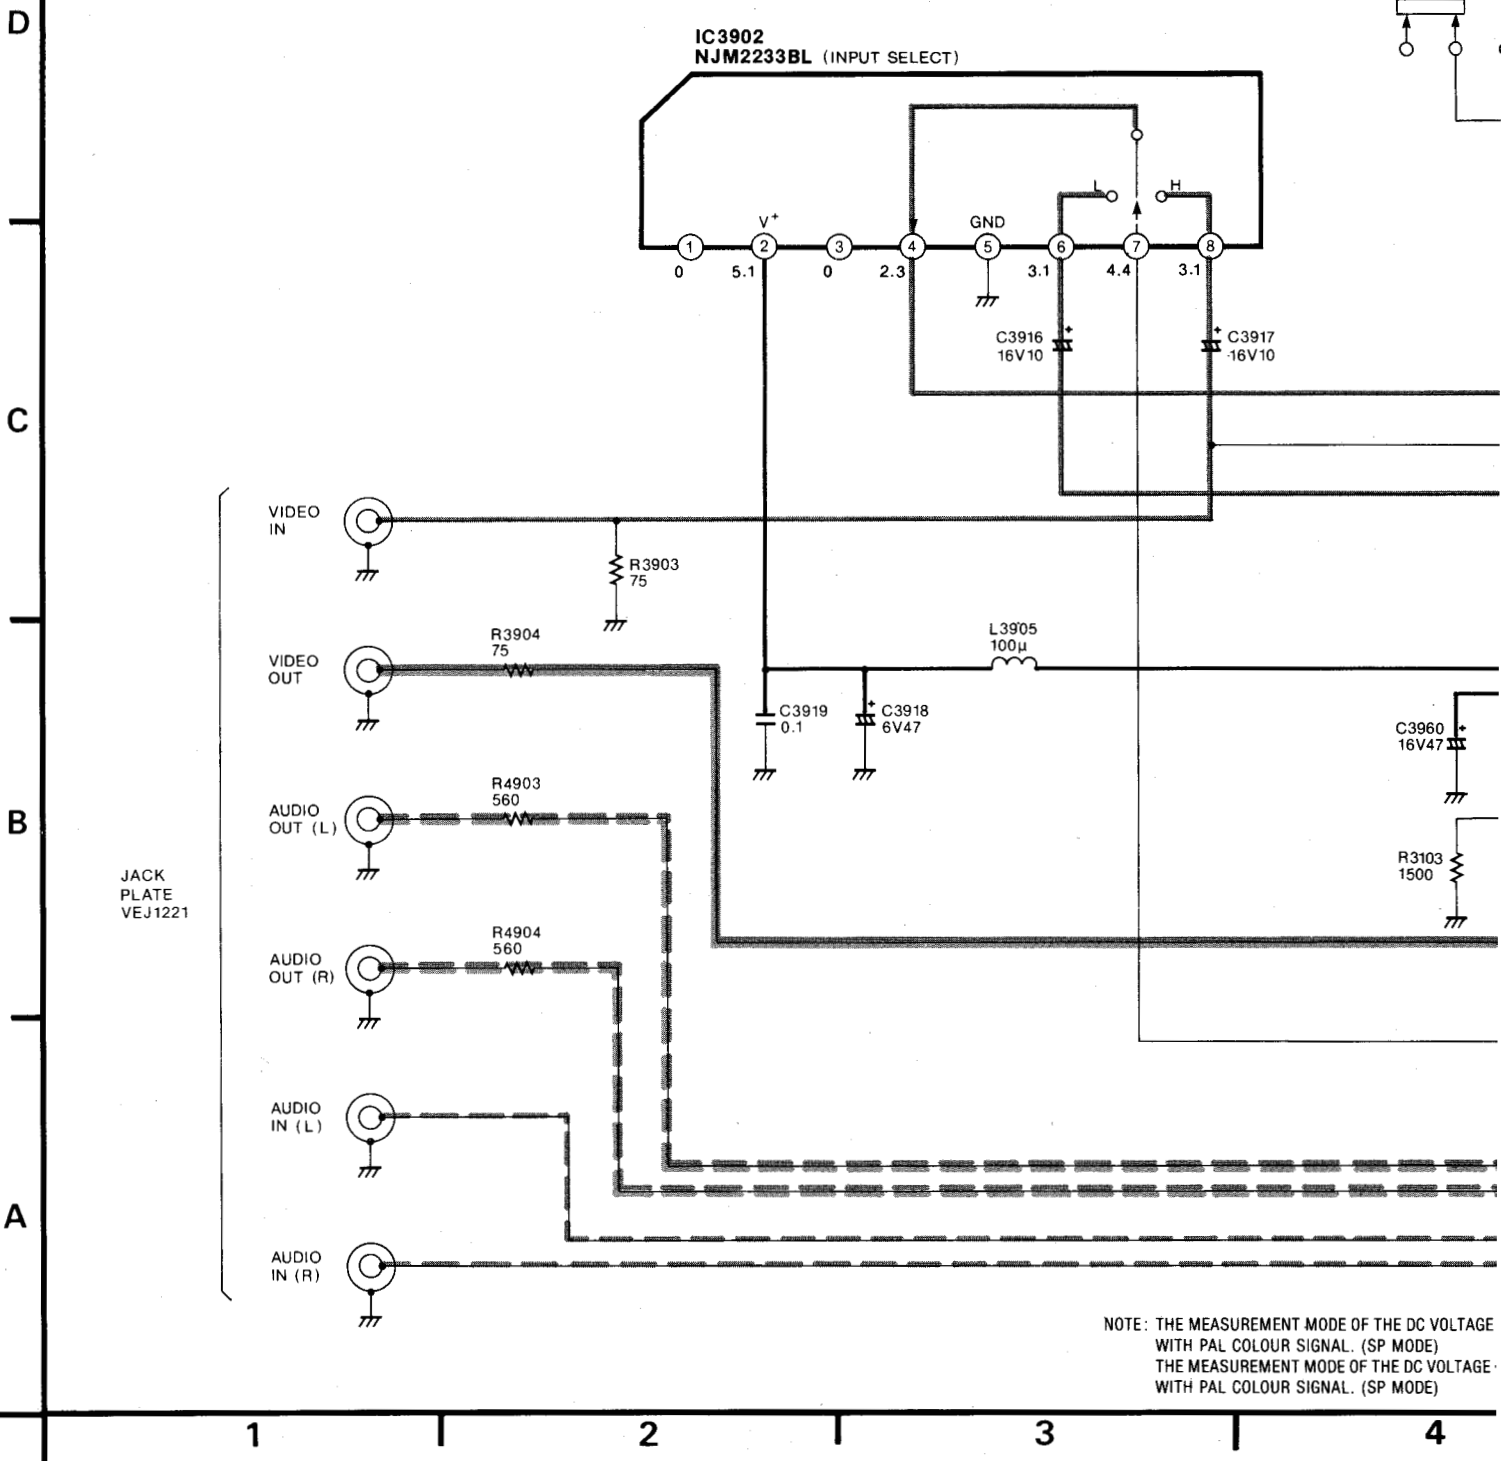 D
IC3902
NJM2233BL (INPUT SELECT)
L
H
V+
GND
1 2 3 4 5 6 7 8
0 5.1 0 2.3 3.1 4.4 3.1
C3916
16V10
C3917
16V10
C
VIDEO
IN
R3903
75
VIDEO
OUT
R3904
75
L3905
100μ
C3919
0.1
C3918
6V47
C3960
16V47
B
AUDIO
OUT (L)
R4903
560
R3103
1500
JACK
PLATE
VEJ1221
AUDIO
OUT (R)
R4904
560
AUDIO
IN (L)
A
AUDIO
IN (R)
NOTE: THE MEASUREMENT MODE OF THE DC VOLTAGE
WITH PAL COLOUR SIGNAL. (SP MODE)
THE MEASUREMENT MODE OF THE DC VOLTAGE
WITH PAL COLOUR SIGNAL. (SP MODE)
1 2 3 4